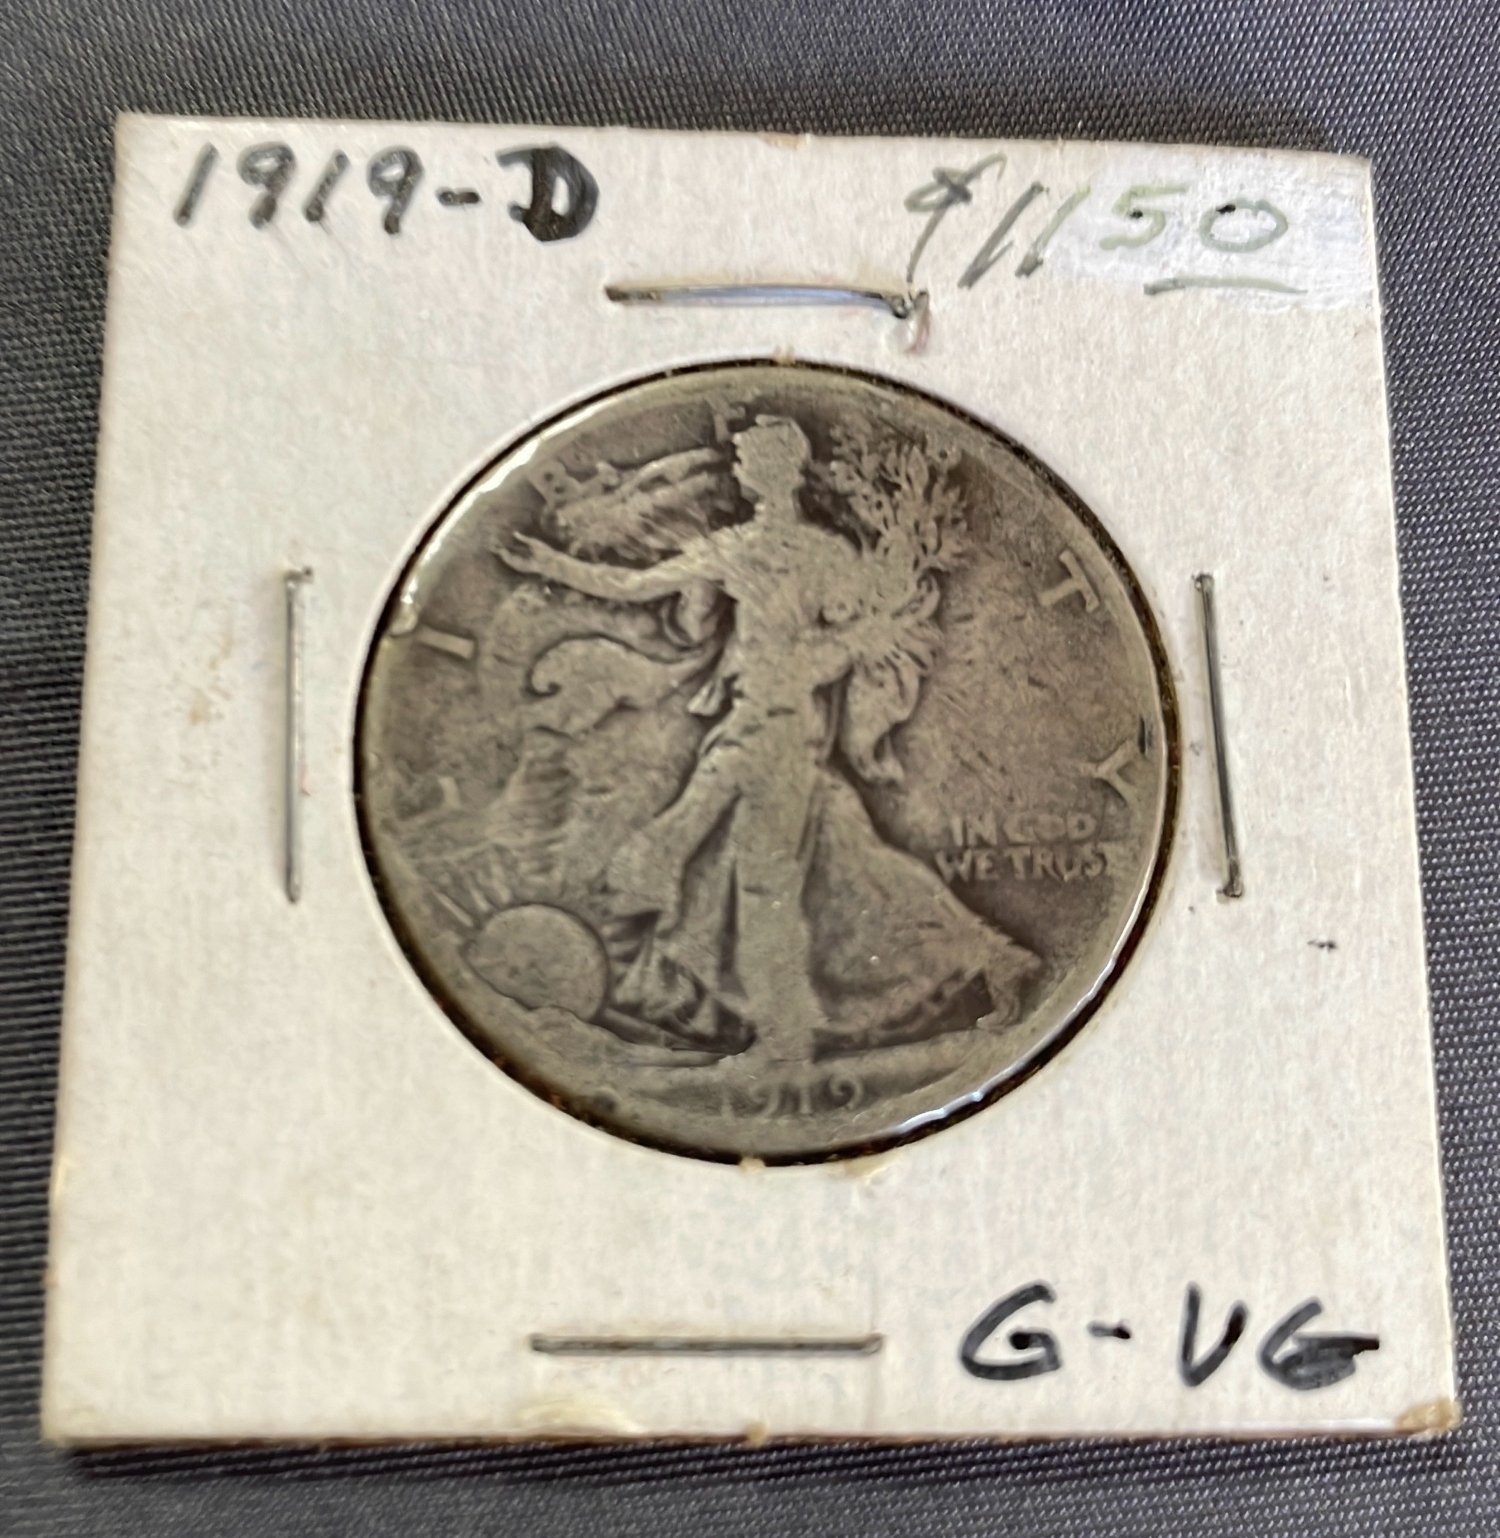 1919-D $11 50
LIBERTY
IN GOD
WE TRUST
1919
G-VG